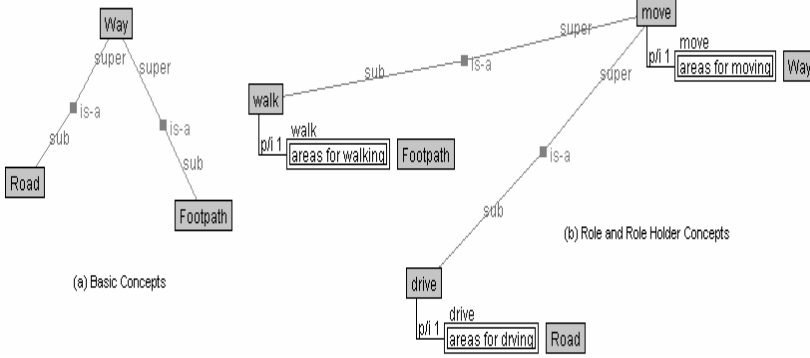 Way
super
super
is-a
is-a
sub
sub
Road
Footpath
(a) Basic Concepts
move
super
p/i 1
move
areas for moving
Way
is-a
sub
super
walk
p/i 1
walk
areas for walking
Footpath
is-a
sub
(b) Role and Role Holder Concepts
drive
p/i 1
drive
areas for drving
Road